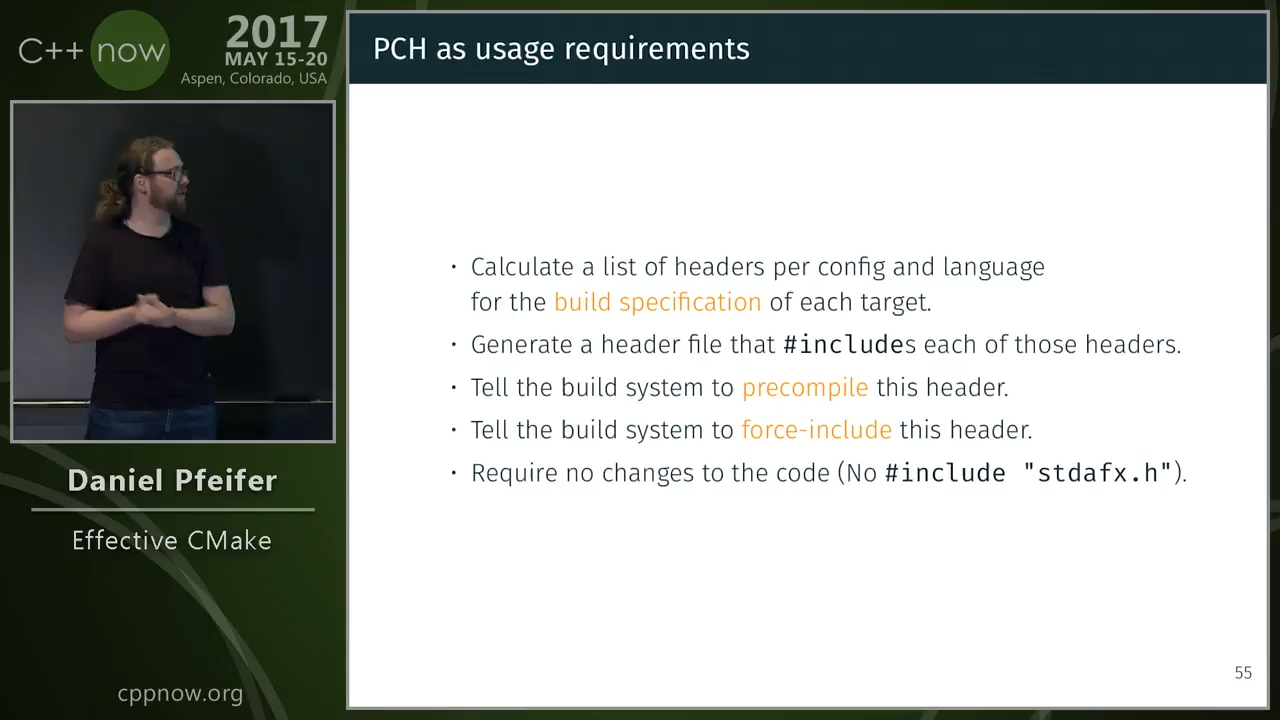 C++ now
2017
MAY 15-20
Aspen, Colorado, USA
Daniel Pfeifer
Effective CMake
cppnow.org
PCH as usage requirements
· Calculate a list of headers per config and language
for the build specification of each target.
· Generate a header file that #includes each of those headers.
· Tell the build system to precompile this header.
· Tell the build system to force-include this header.
· Require no changes to the code (No #include "stdafx.h").
55